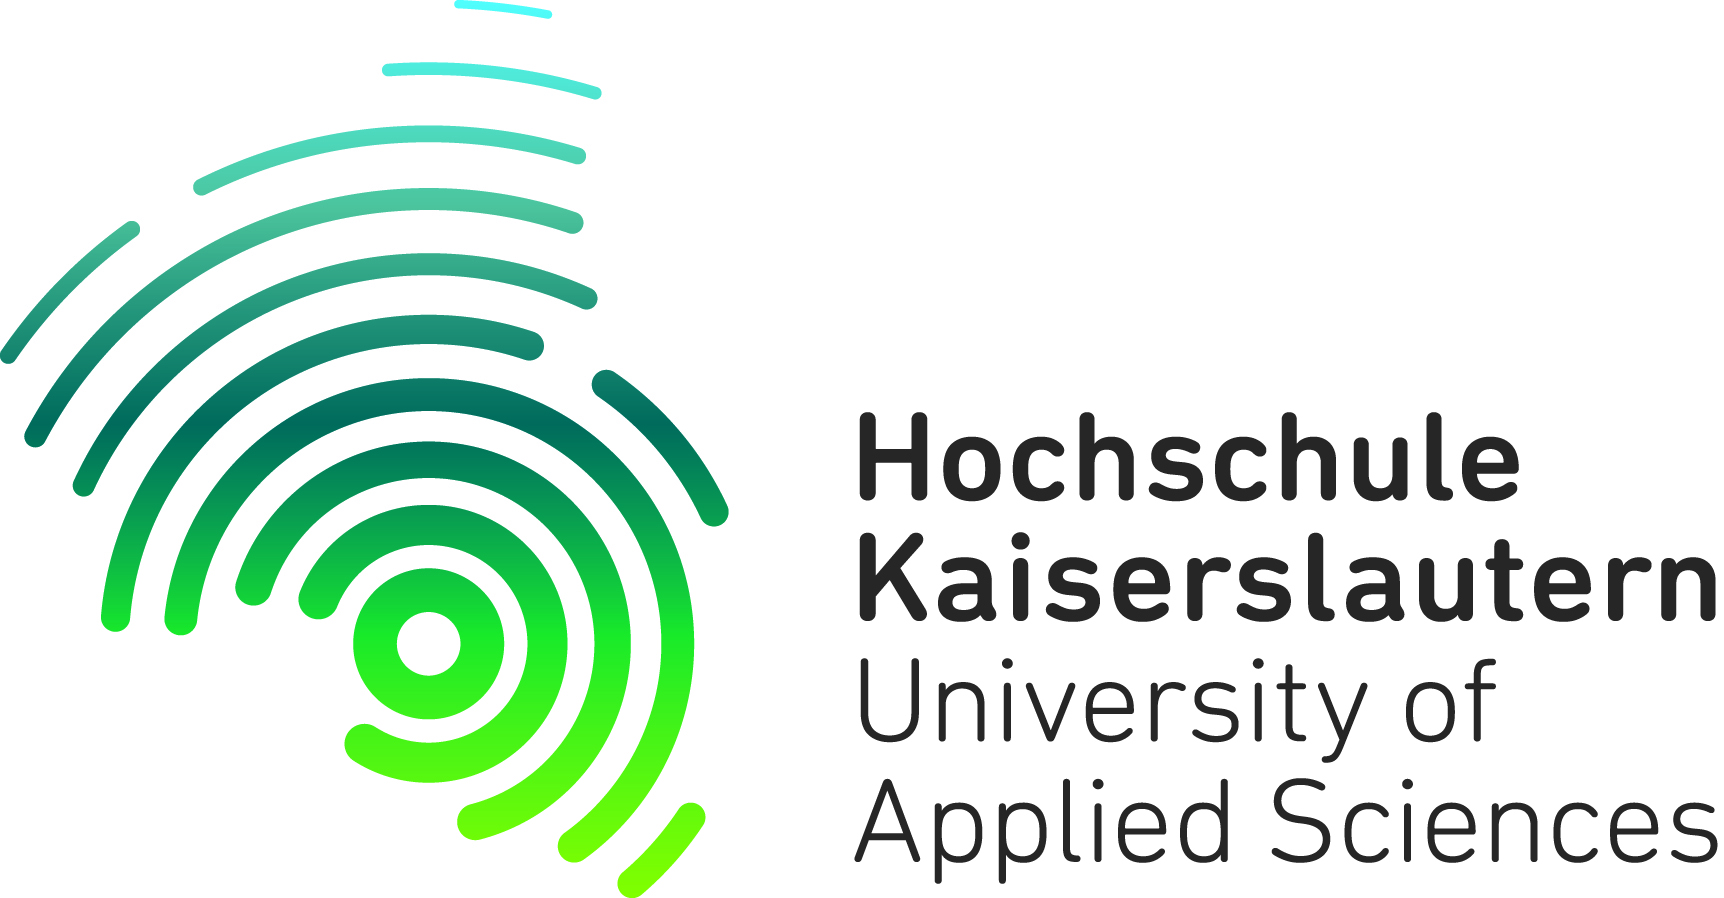 Hochschule
Kaiserslautern
University of
Applied Sciences